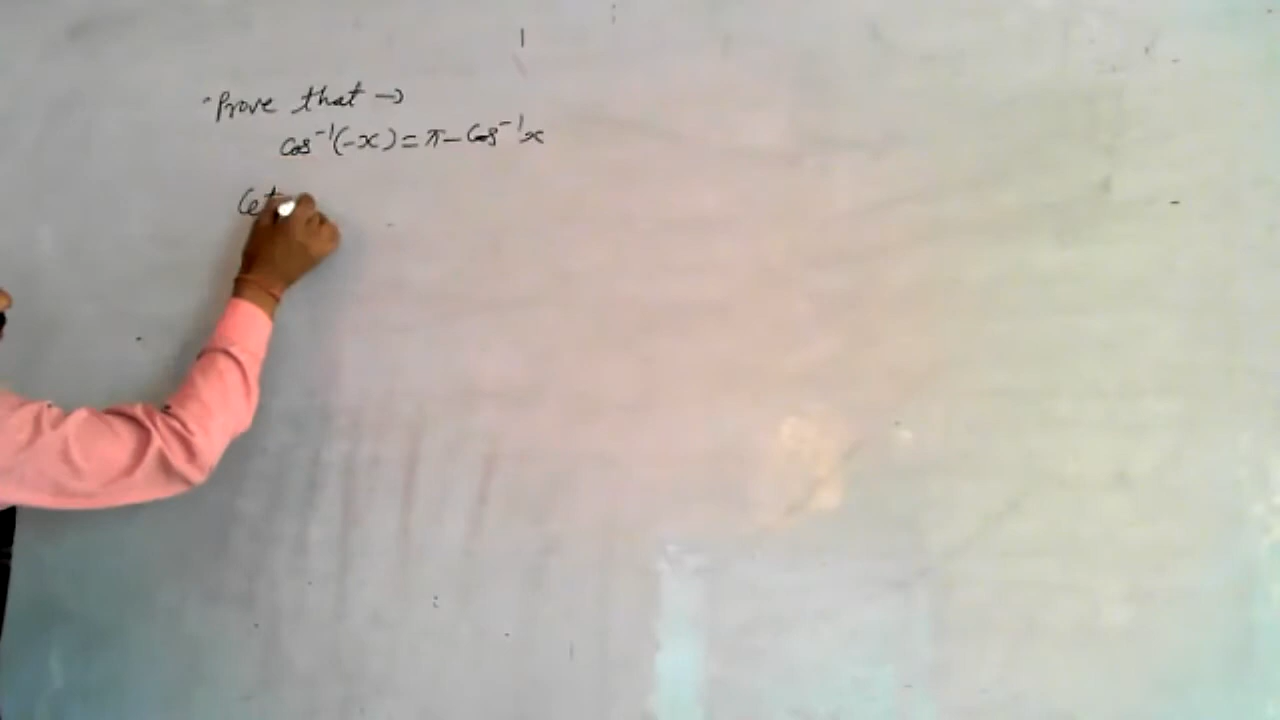 Prove that →
Cos⁻¹(-x) = π - Cos⁻¹x
Let